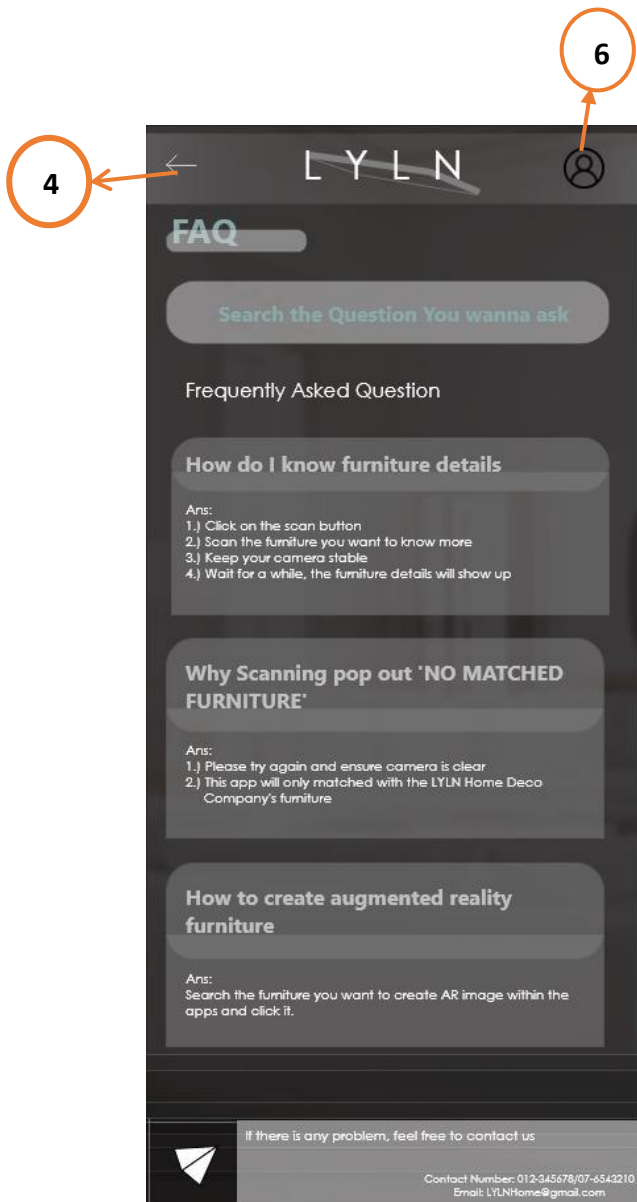 6
4
LYLN
FAQ
Search the Question You wanna ask
Frequently Asked Question
How do I know furniture details
Ans:
1.) Click on the scan button
2.) Scan the furniture you want to know more
3.) Keep your camera stable
4.) Wait for a while, the furniture details will show up
Why Scanning pop out 'NO MATCHED
FURNITURE'
Ans:
1.) Please try again and ensure camera is clear
2.) This app will only matched with the LYLN Home Deco
Company's furniture
How to create augmented reality
furniture
Ans:
Search the furniture you want to create AR image within the
apps and click it.
If there is any problem, feel free to contact us
Contact Number: 012-345678/07-6543210
Email: LYLNHome@gmail.com